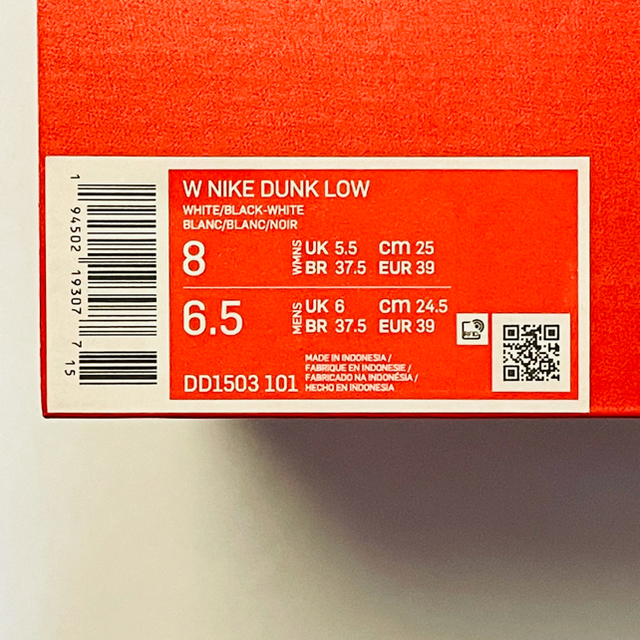 W NIKE DUNK LOW
WHITE/BLACK-WHITE
BLANC/BLANC/NOIR
8 WMNS UK 5.5 cm 25
BR 37.5 EUR 39
6.5 MENS UK 6 cm 24.5
BR 37.5 EUR 39
MADE IN INDONESIA /
FABRIQUE EN INDONESIE /
FABRICADO NA INDONÉSIA /
HECHO EN INDONESIA
DD1503 101
1 94502 19307 7 15